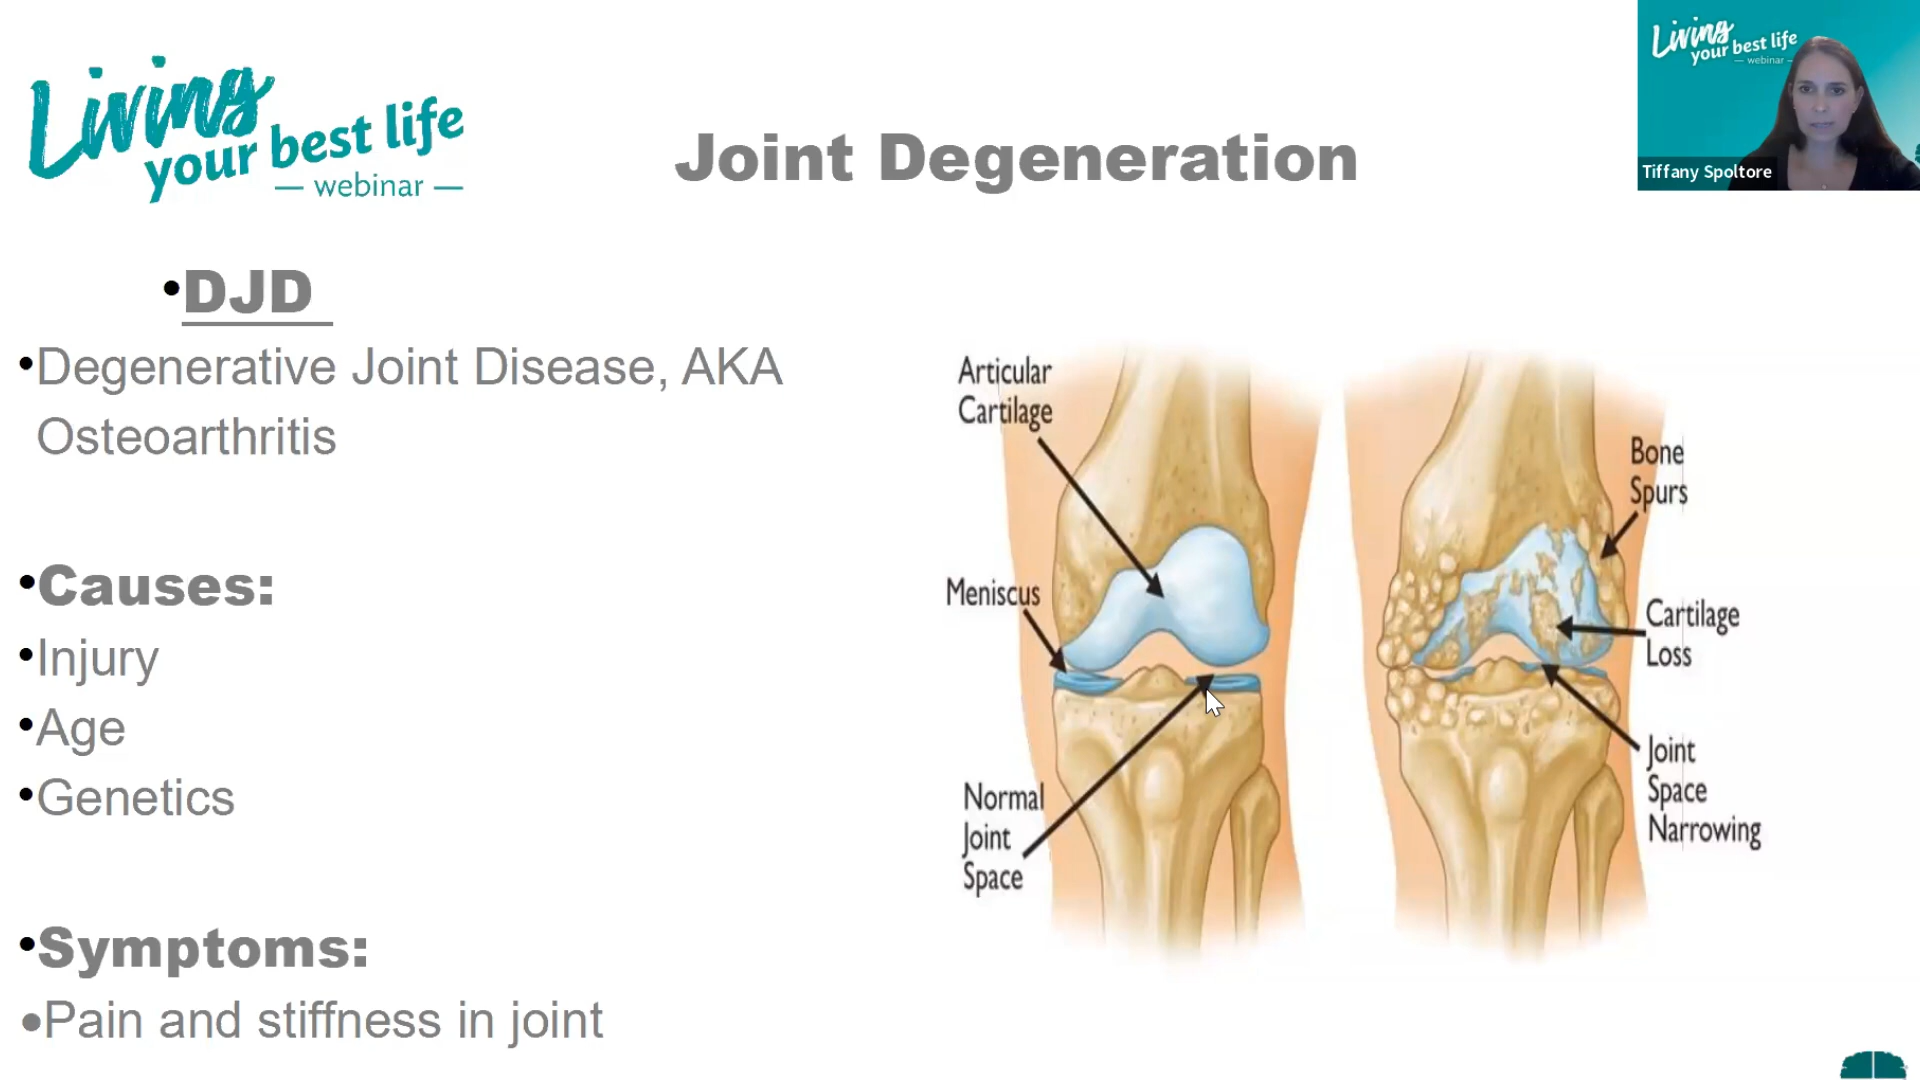 Living
your best life
— webinar —
Joint Degeneration
Living
your best life
— webinar —
Tiffany Spoltore
•DJD
•Degenerative Joint Disease, AKA
Osteoarthritis
•Causes:
•Injury
•Age
•Genetics
•Symptoms:
•Pain and stiffness in joint
Articular
Cartilage
Meniscus
Normal
Joint
Space
Bone
Spurs
Cartilage
Loss
Joint
Space
Narrowing